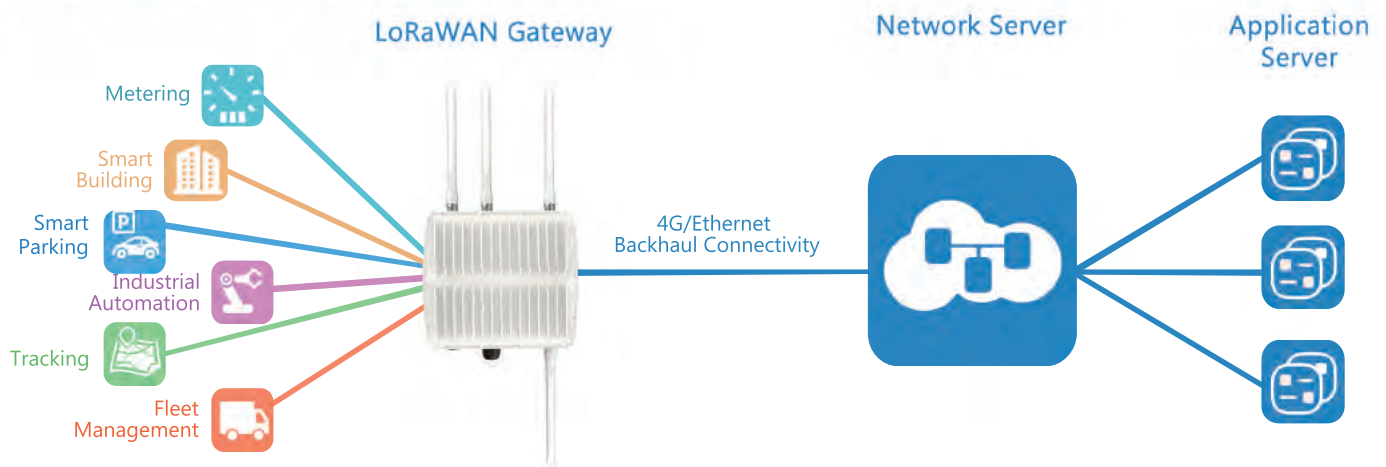 LoRaWAN Gateway
Network Server
Application
Server
Metering
Smart
Building
Smart
Parking
P
Industrial
Automation
Tracking
Fleet
Management
4G/Ethernet
Backhaul Connectivity